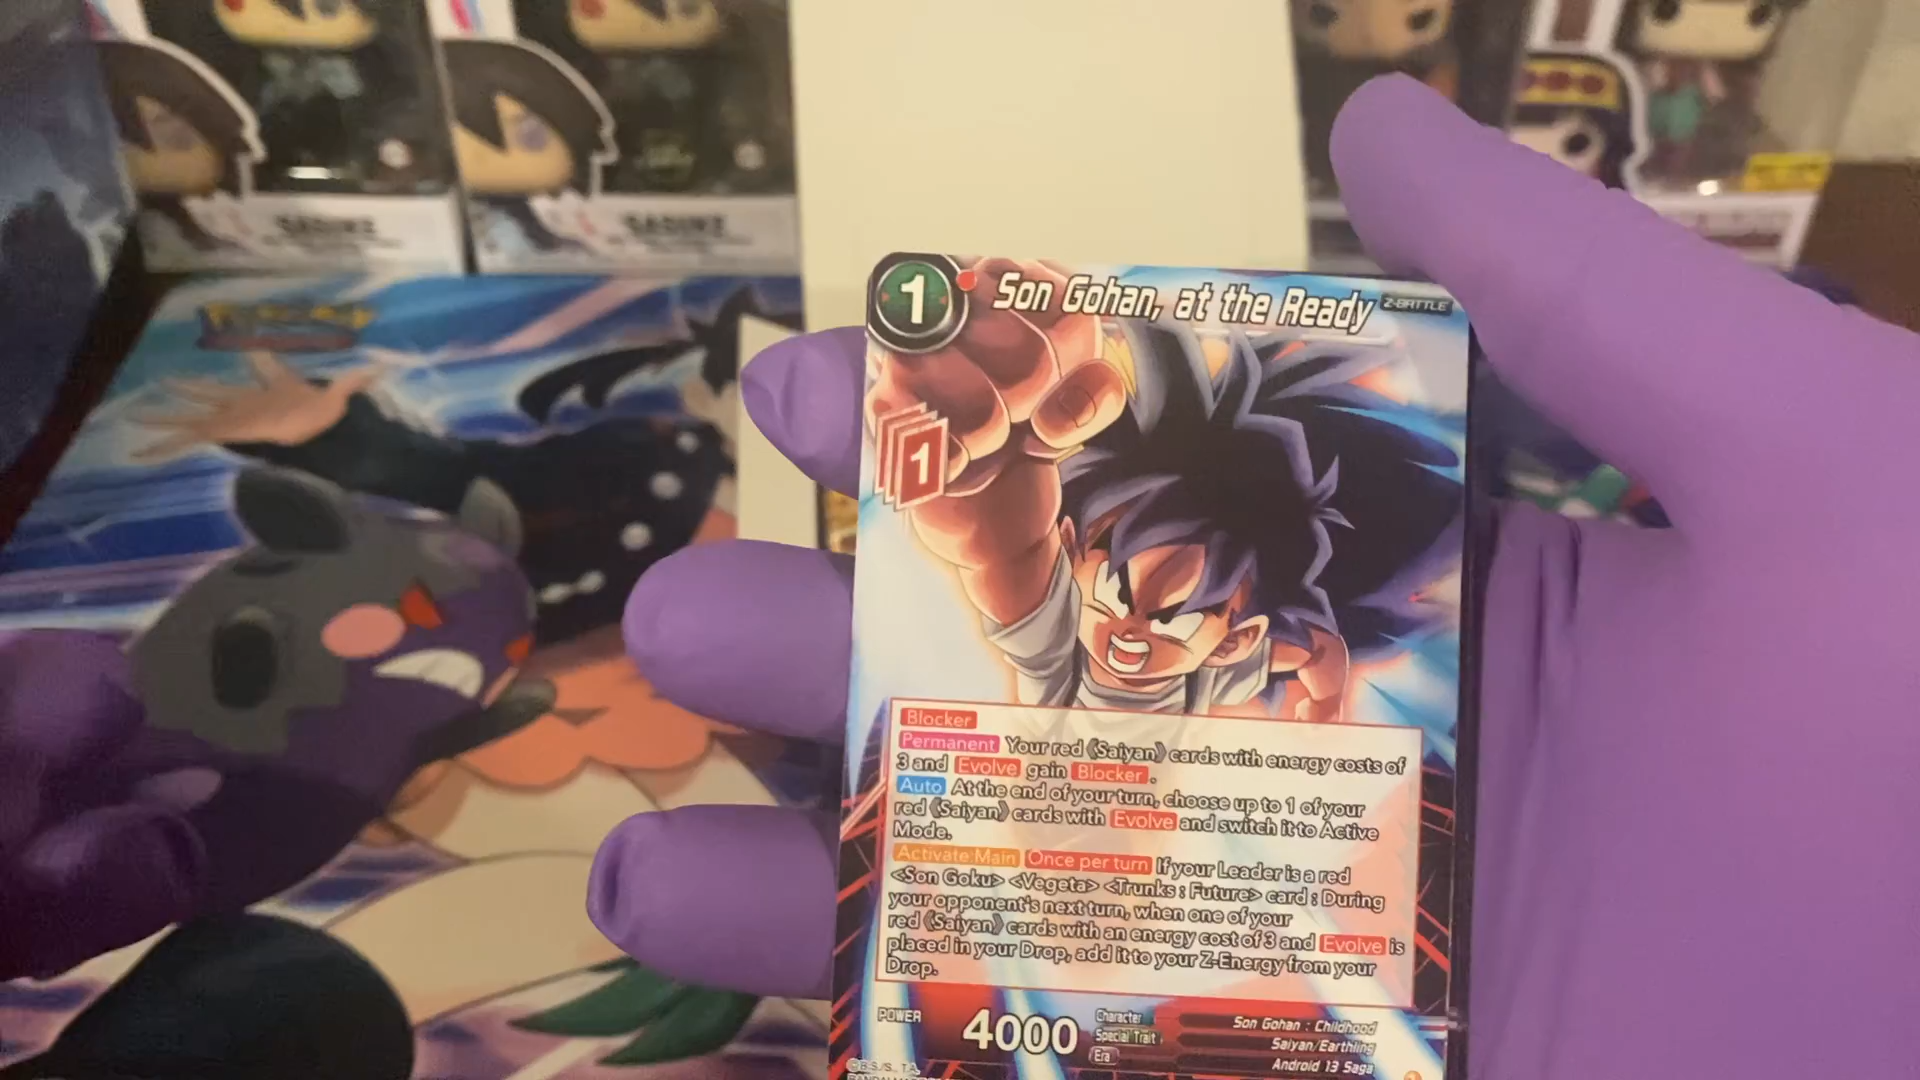 SASUKE
SASUKE
1
Son Gohan, at the Ready
Z-BATTLE
1
Blocker
Permanent Your red 《Saiyan》 cards with energy costs of
3 and Evolve gain Blocker.
Auto At the end of your turn, choose up to 1 of your
red 《Saiyan》 cards with Evolve and switch it to Active
Mode.
Activate:Main Once per turn If your Leader is a red
<Son Goku> <Vegeta> <Trunks : Future> card : During
your opponent's next turn, when one of your
red 《Saiyan》 cards with an energy cost of 3 and Evolve is
placed in your Drop, add it to your Z-Energy from your
Drop.
POWER
4000
Character
Son Gohan : Childhood
Special Trait
Saiyan/Earthling
Era
Android 13 Saga
©B.S./S., T.A.